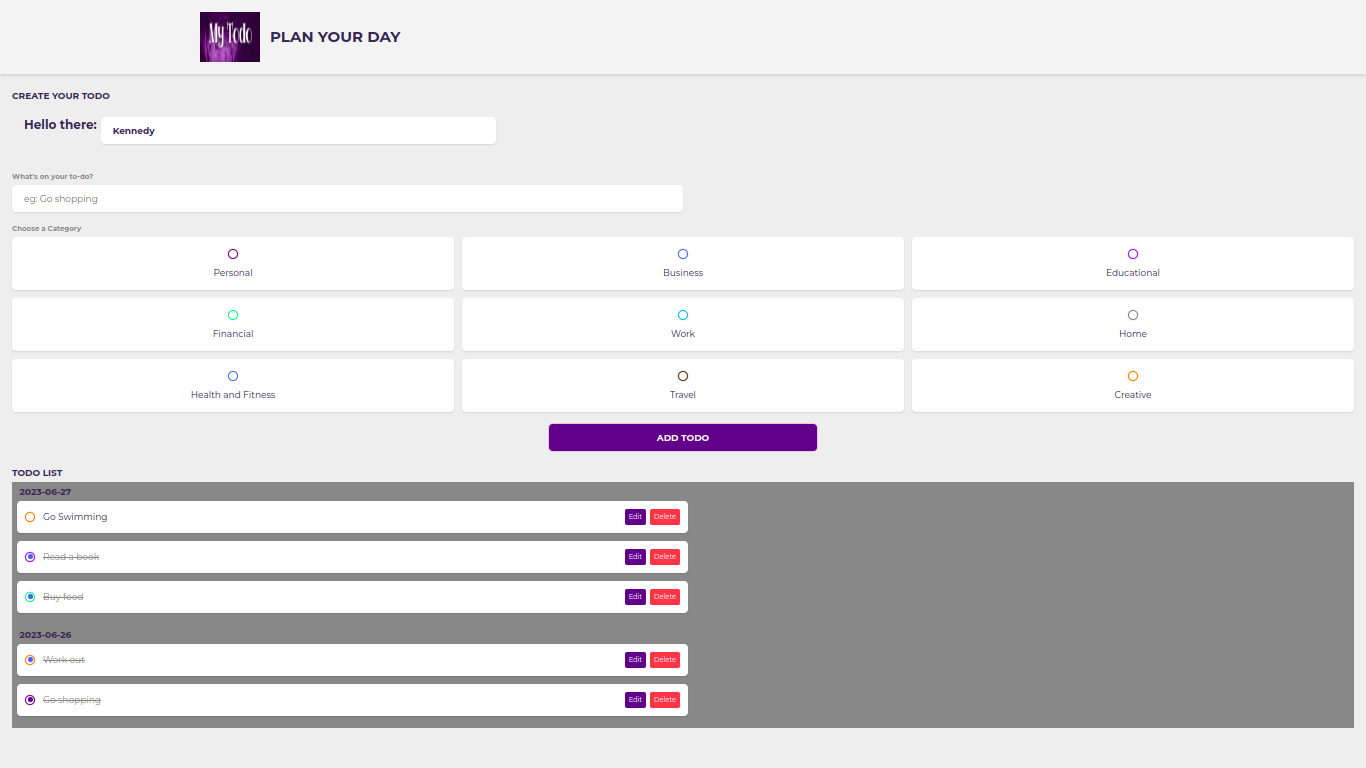 My Todo
PLAN YOUR DAY
CREATE YOUR TODO
Hello there: Kennedy
What's on your to-do?
eg: Go shopping
Choose a Category
Personal Business Educational
Financial Work Home
Health and Fitness Travel Creative
ADD TODO
TODO LIST
2023-06-27
Go Swimming Edit Delete
Read a book Edit Delete
Buy food Edit Delete
2023-06-26
Work out Edit Delete
Go shopping Edit Delete